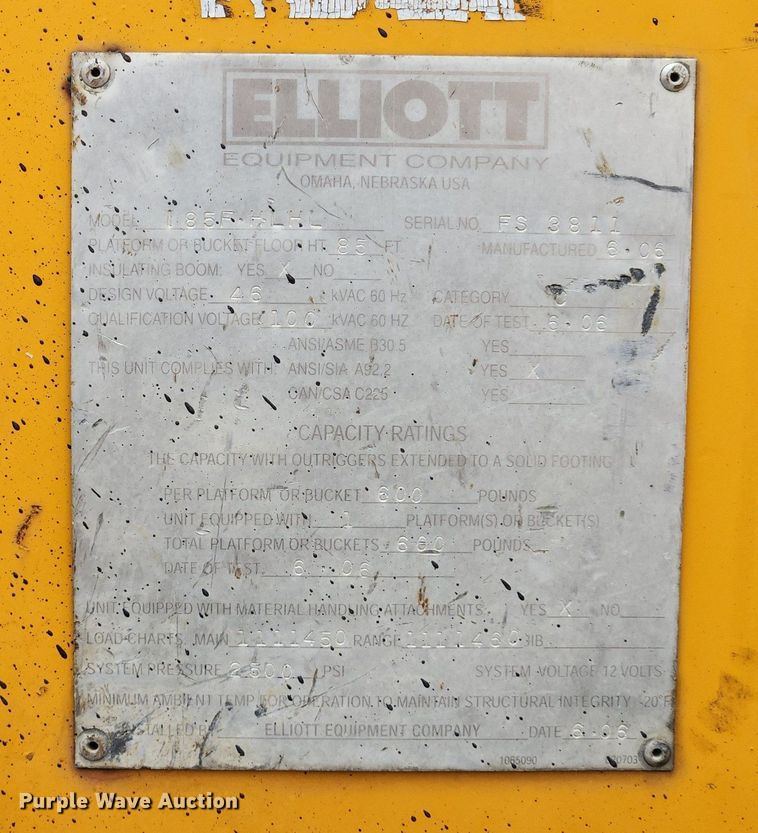 ELLIOTT
EQUIPMENT COMPANY
OMAHA, NEBRASKA USA
MODEL 85F HLHL SERIAL NO. FS 3811
PLATFORM OR BUCKET FLOOR HT. 85 FT. MANUFACTURED 6-06
INSULATING BOOM: YES X NO
DESIGN VOLTAGE 46 kVAC 60 Hz CATEGORY C
QUALIFICATION VOLTAGE 100 kVAC 60 HZ DATE OF TEST 6-06
ANSI/ASME B30.5 YES
THIS UNIT COMPLIES WITH: ANSI/SIA A92.2 YES X
CAN/CSA C225 YES
CAPACITY RATINGS
THE CAPACITY WITH OUTRIGGERS EXTENDED TO A SOLID FOOTING
PER PLATFORM OR BUCKET 600 POUNDS
UNIT EQUIPPED WITH 1 PLATFORM(S) OR BUCKET(S)
TOTAL PLATFORM OR BUCKETS 600 POUNDS
DATE OF TEST 6-06
UNIT EQUIPPED WITH MATERIAL HANDLING ATTACHMENTS YES X NO
LOAD CHARTS, MAIN 1111450 RANGE 1111460 JIB
SYSTEM PRESSURE 2500 PSI SYSTEM VOLTAGE 12 VOLTS
MINIMUM AMBIENT TEMP FOR OPERATION TO MAINTAIN STRUCTURAL INTEGRITY -20°F
INSTALLED BY ELLIOTT EQUIPMENT COMPANY DATE 6-06
1065090
Purple Wave Auction